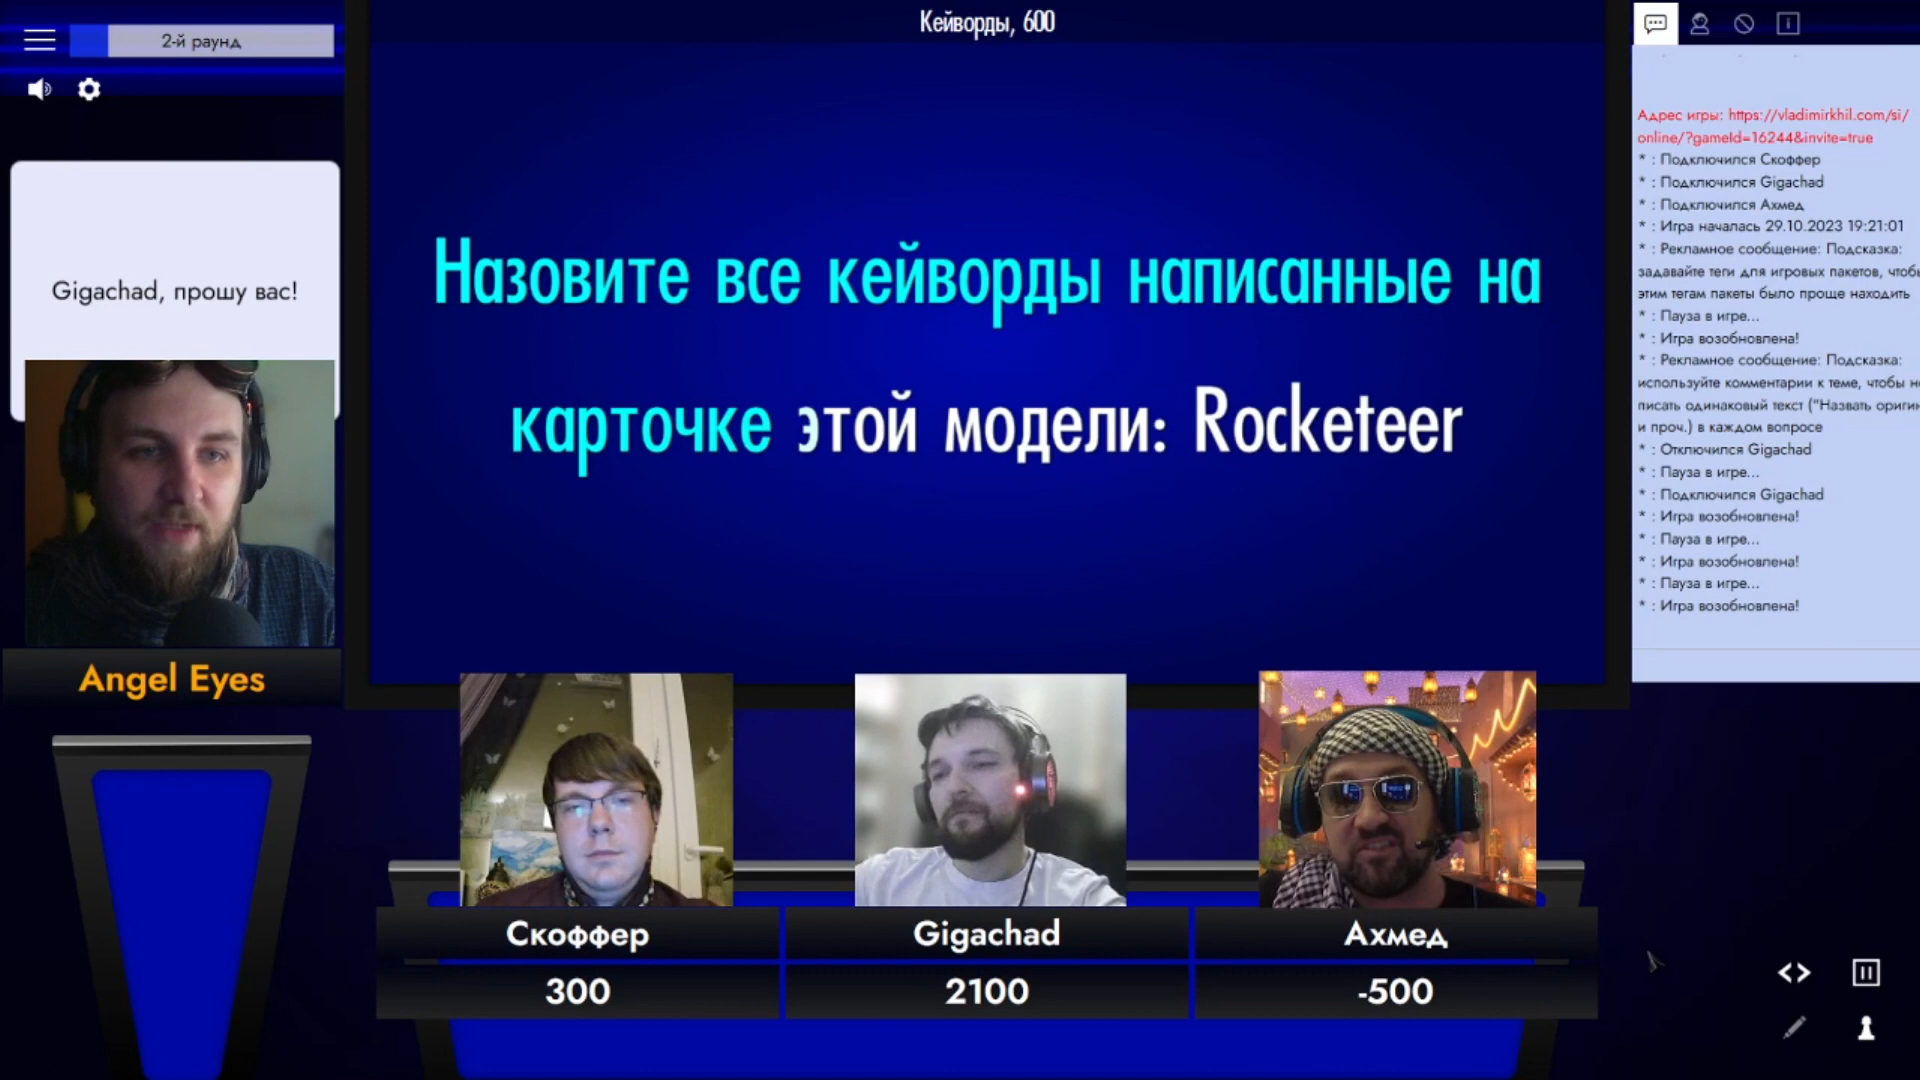 2-й раунд
Gigachad, прошу вас!
Angel Eyes
Кейворды, 600
Назовите все кейворды написанные на
карточке этой модели: Rocketeer
Скоффер
300
Gigachad
2100
Ахмед
-500
Адрес игры: https://vladimirkhil.com/si/
online/?gameId=16244&invite=true
* : Подключился Скоффер
* : Подключился Gigachad
* : Подключился Ахмед
* : Игра началась 29.10.2023 19:21:01
* : Рекламное сообщение: Подсказка:
задавайте теги для игровых пакетов, чтобы
этим тегам пакеты было проще находить
* : Пауза в игре...
* : Игра возобновлена!
* : Рекламное сообщение: Подсказка:
используйте комментарии к теме, чтобы
писать одинаковый текст ("Назвать
и проч.) в каждом вопросе
* : Отключился Gigachad
* : Пауза в игре...
* : Подключился Gigachad
* : Игра возобновлена!
* : Пауза в игре...
* : Игра возобновлена!
* : Пауза в игре...
* : Игра возобновлена!